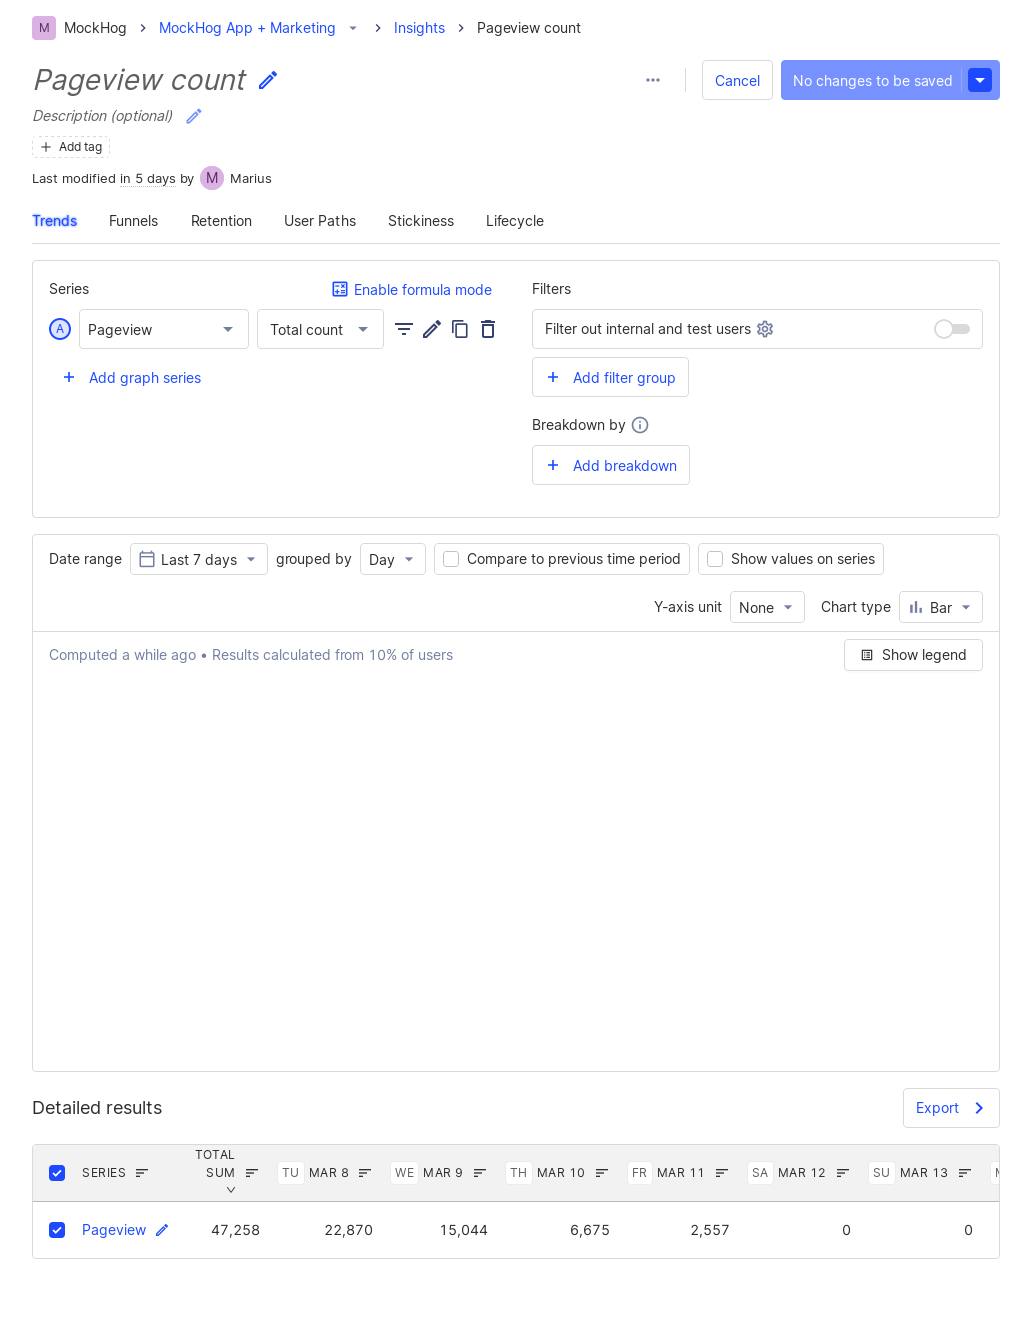 M MockHog MockHog App + Marketing Insights Pageview count
Pageview count
Cancel No changes to be saved
Description (optional)
Add tag
Last modified in 5 days by M Marius
Trends Funnels Retention User Paths Stickiness Lifecycle
Series Enable formula mode Filters
A Pageview Total count Filter out internal and test users
Add graph series Add filter group
Breakdown by
Add breakdown
Date range Last 7 days grouped by Day Compare to previous time period Show values on series
Y-axis unit None Chart type Bar
Computed a while ago • Results calculated from 10% of users Show legend
Detailed results Export
SERIES TOTAL SUM TU MAR 8 WE MAR 9 TH MAR 10 FR MAR 11 SA MAR 12 SU MAR 13
Pageview 47,258 22,870 15,044 6,675 2,557 0 0